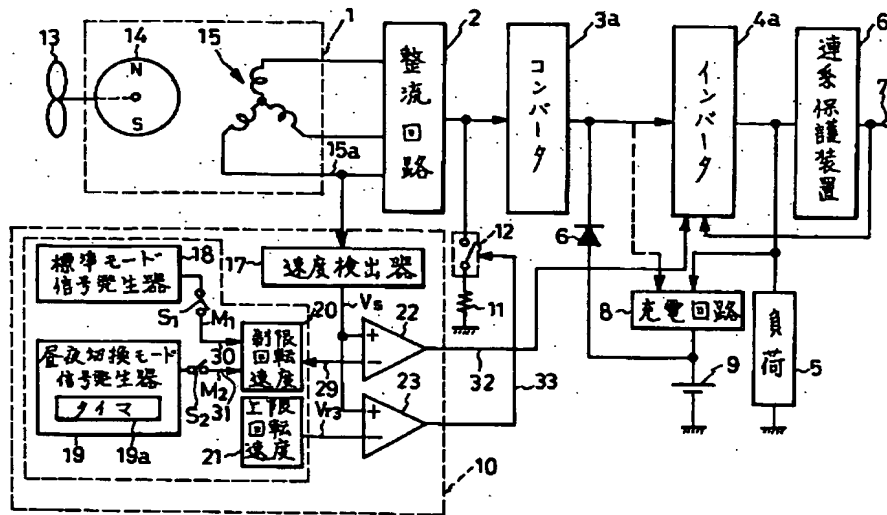 1
2
3a
4a
6
13
14
N
S
15
15a
整流回路
コンバータ
インバータ
連系保護装置
7
12
11
6
17
速度検出器
Vs
18
標準モード
信号発生器
S1
M1
30
昼夜切換モード
信号発生器
タイマ
S2
M2
31
19
19a
20
制限
回転
速度
29
21
上限
回転
速度
Vr3
22
+
−
23
+
−
32
33
10
8
充電回路
9
負荷
5